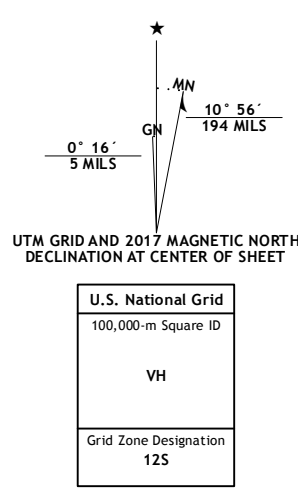 ★
MN
10° 56´
194 MILS
GN
0° 16´
5 MILS
UTM GRID AND 2017 MAGNETIC NORTH
DECLINATION AT CENTER OF SHEET
U.S. National Grid
100,000-m Square ID
VH
Grid Zone Designation
12S